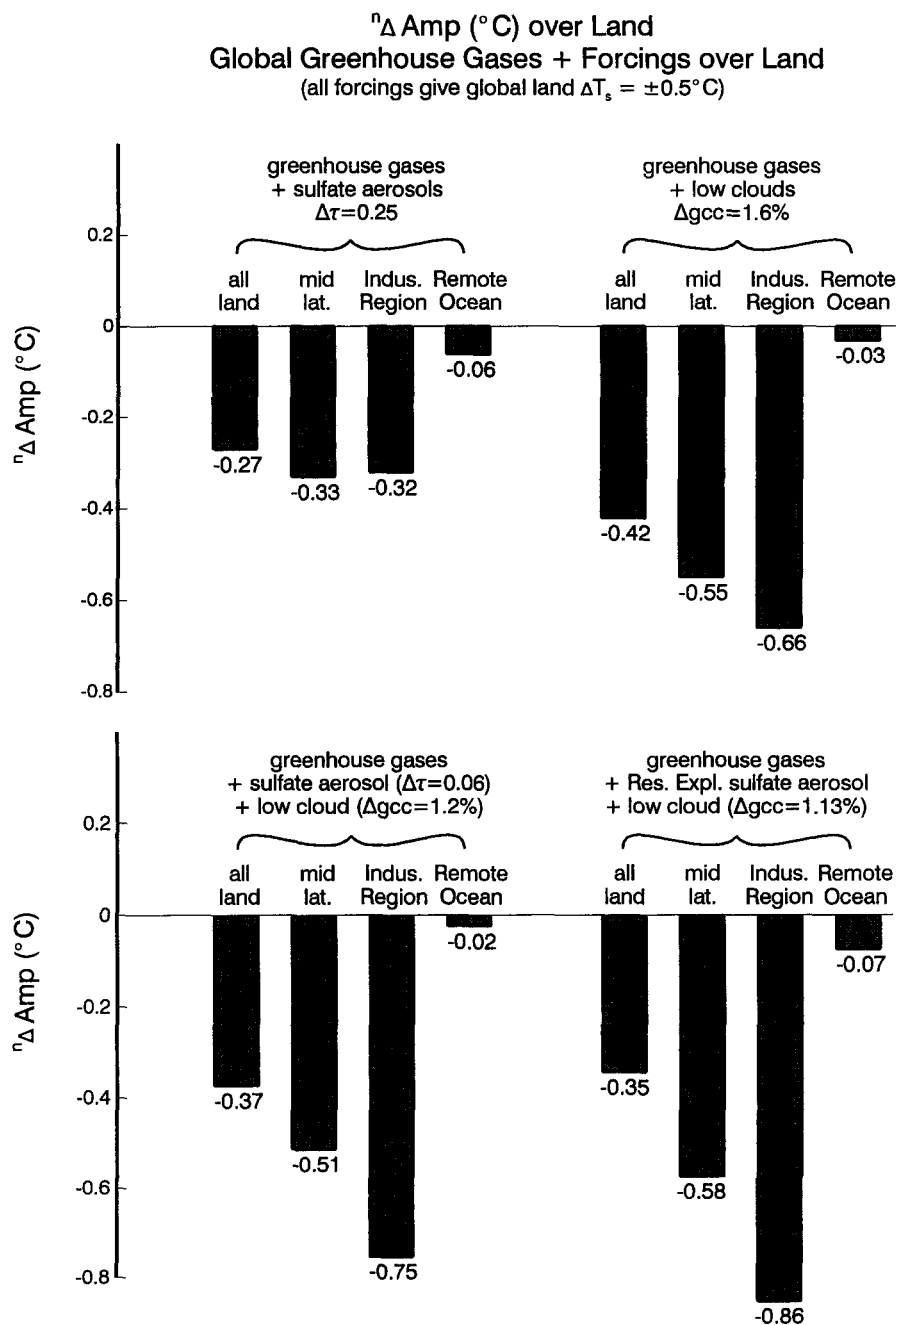 ⁿΔ Amp (°C) over Land
Global Greenhouse Gases + Forcings over Land
(all forcings give global land ΔTₛ = ±0.5°C)
greenhouse gases
+ sulfate aerosols
Δτ=0.25
greenhouse gases
+ low clouds
Δgcc=1.6%
all land
mid lat.
Indus. Region
Remote Ocean
all land
mid lat.
Indus. Region
Remote Ocean
ⁿΔ Amp (°C)
0.2
0
-0.2
-0.4
-0.6
-0.8
-0.27
-0.33
-0.32
-0.06
-0.42
-0.55
-0.66
-0.03
greenhouse gases
+ sulfate aerosol (Δτ=0.06)
+ low cloud (Δgcc=1.2%)
greenhouse gases
+ Res. Expl. sulfate aerosol
+ low cloud (Δgcc=1.13%)
all land
mid lat.
Indus. Region
Remote Ocean
all land
mid lat.
Indus. Region
Remote Ocean
ⁿΔ Amp (°C)
0.2
0
-0.2
-0.4
-0.6
-0.8
-0.37
-0.51
-0.75
-0.02
-0.35
-0.58
-0.86
-0.07